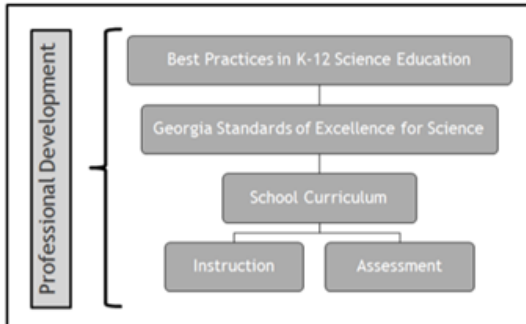 Professional Development
Best Practices in K-12 Science Education
Georgia Standards of Excellence for Science
School Curriculum
Instruction
Assessment